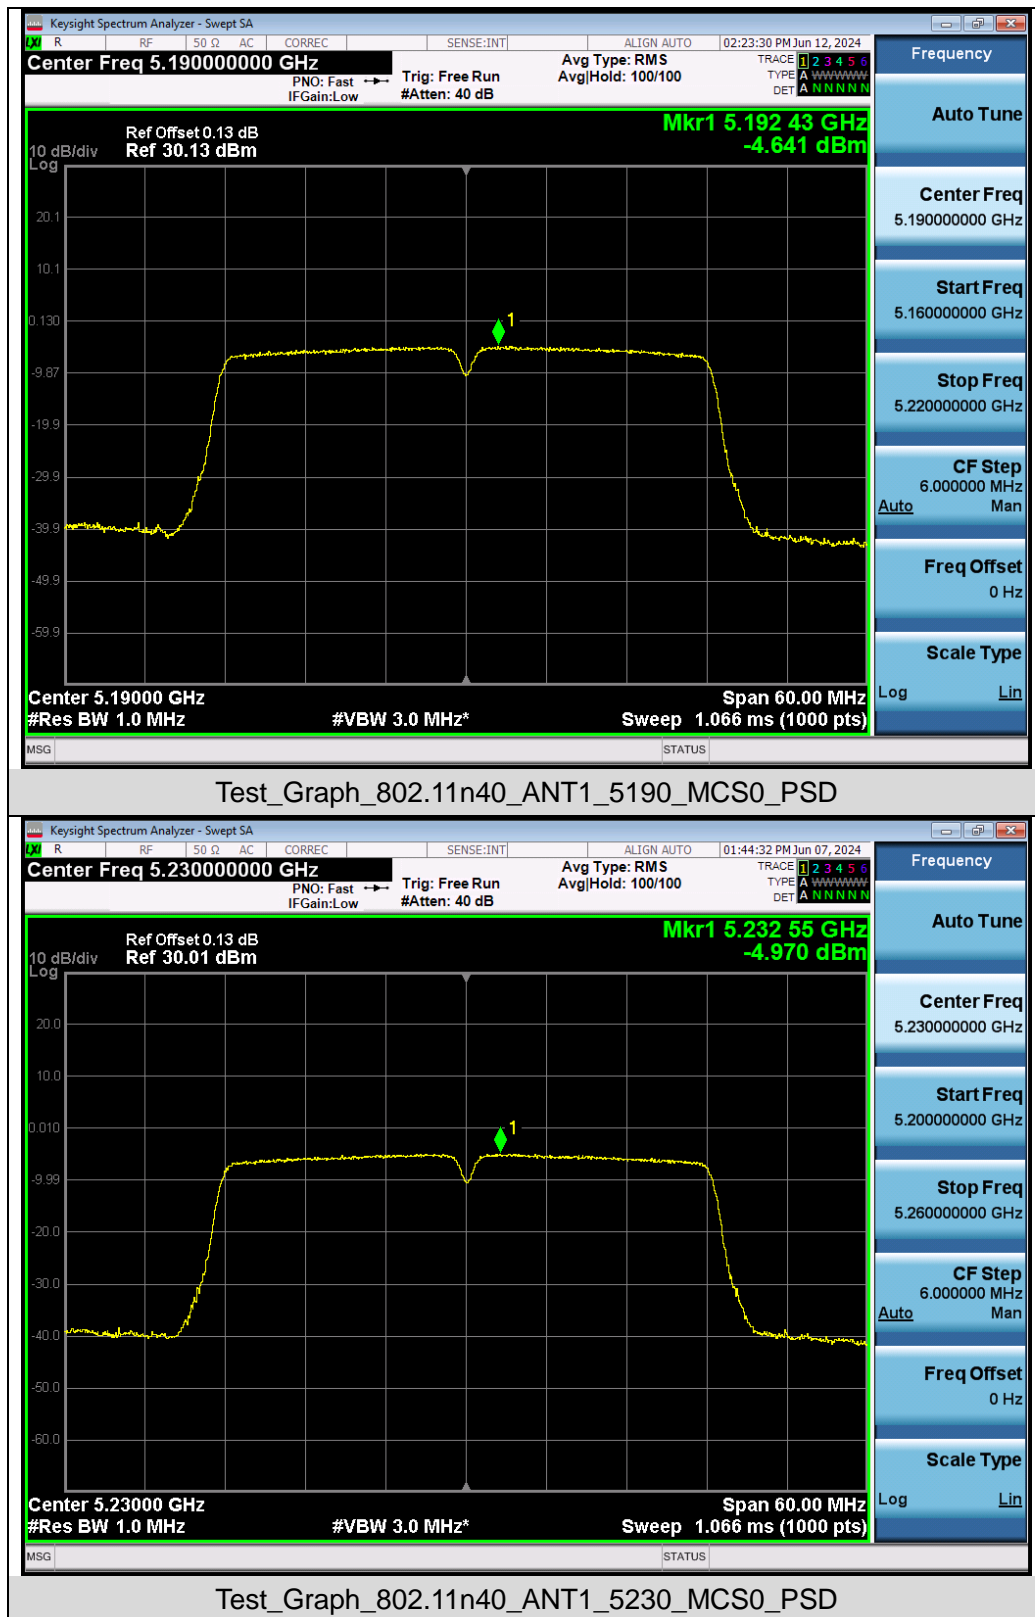 Keysight Spectrum Analyzer - Swept SA
LXI R RF 50 Ω AC CORREC SENSE:INT ALIGN AUTO 02:23:30 PM Jun 12, 2024
Center Freq 5.190000000 GHz
PNO: Fast
IFGain:Low
Trig: Free Run
#Atten: 40 dB
Avg Type: RMS
Avg|Hold: 100/100
TRACE 1 2 3 4 5 6
TYPE A WWWWW
DET A N N N N N
Mkr1 5.192 43 GHz
-4.641 dBm
Ref Offset 0.13 dB
10 dB/div Ref 30.13 dBm
Log
20.1
10.1
0.130
1
-9.87
-19.9
-29.9
-39.9
-49.9
-59.9
Center 5.19000 GHz Span 60.00 MHz
#Res BW 1.0 MHz #VBW 3.0 MHz* Sweep 1.066 ms (1000 pts)
MSG STATUS
Frequency
Auto Tune
Center Freq
5.190000000 GHz
Start Freq
5.160000000 GHz
Stop Freq
5.220000000 GHz
CF Step
6.000000 MHz
Auto Man
Freq Offset
0 Hz
Scale Type
Log Lin
Test_Graph_802.11n40_ANT1_5190_MCS0_PSD
Keysight Spectrum Analyzer - Swept SA
LXI R RF 50 Ω AC CORREC SENSE:INT ALIGN AUTO 01:44:32 PM Jun 07, 2024
Center Freq 5.230000000 GHz
PNO: Fast
IFGain:Low
Trig: Free Run
#Atten: 40 dB
Avg Type: RMS
Avg|Hold: 100/100
TRACE 1 2 3 4 5 6
TYPE A WWWWW
DET A N N N N N
Mkr1 5.232 55 GHz
-4.970 dBm
Ref Offset 0.13 dB
10 dB/div Ref 30.01 dBm
Log
20.0
10.0
0.010
1
-9.99
-20.0
-30.0
-40.0
-50.0
-60.0
Center 5.23000 GHz Span 60.00 MHz
#Res BW 1.0 MHz #VBW 3.0 MHz* Sweep 1.066 ms (1000 pts)
MSG STATUS
Frequency
Auto Tune
Center Freq
5.230000000 GHz
Start Freq
5.200000000 GHz
Stop Freq
5.260000000 GHz
CF Step
6.000000 MHz
Auto Man
Freq Offset
0 Hz
Scale Type
Log Lin
Test_Graph_802.11n40_ANT1_5230_MCS0_PSD